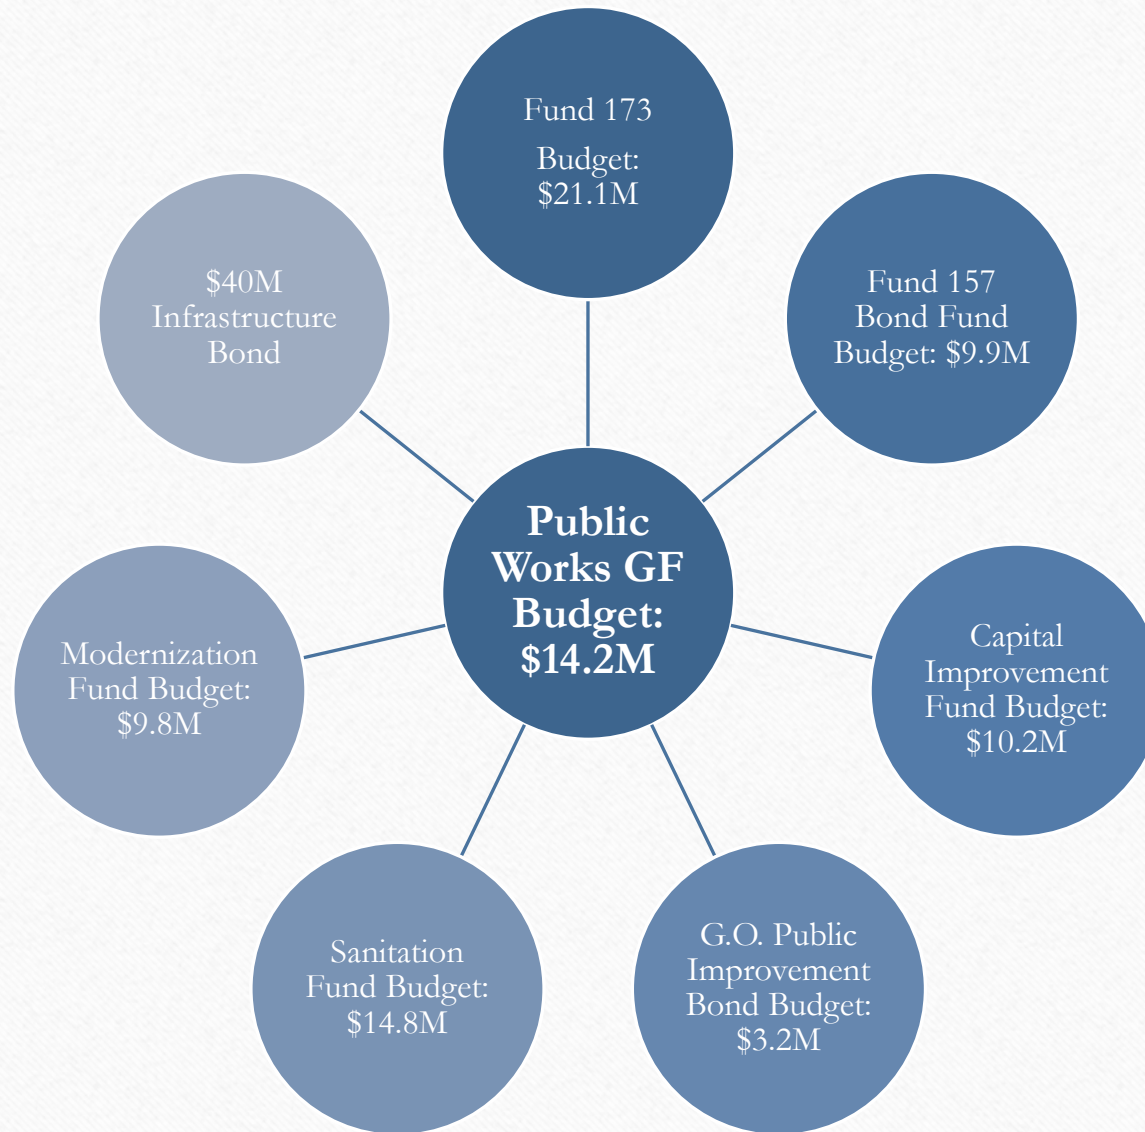 Fund 173
Budget:
$21.1M
Fund 157
Bond Fund
Budget: $9.9M
Capital
Improvement
Fund Budget:
$10.2M
G.O. Public
Improvement
Bond Budget:
$3.2M
Sanitation
Fund Budget:
$14.8M
Modernization
Fund Budget:
$9.8M
$40M
Infrastructure
Bond
Public
Works GF
Budget:
$14.2M